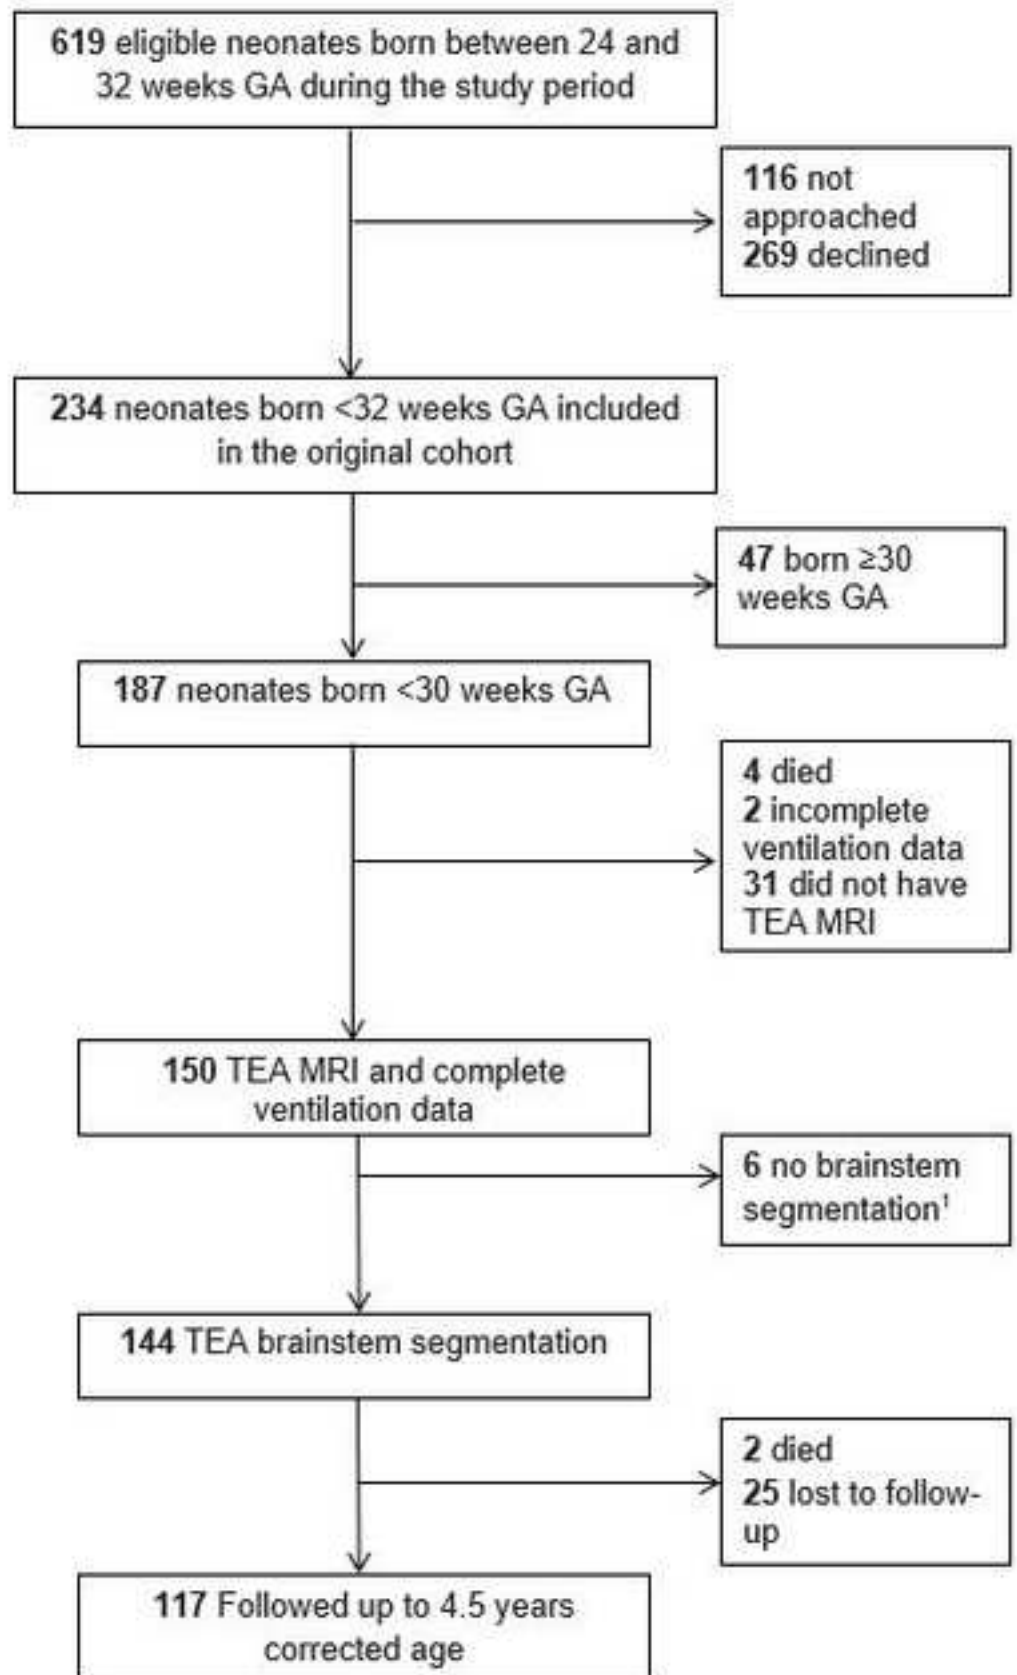 619 eligible neonates born between 24 and
32 weeks GA during the study period
116 not
approached
269 declined
234 neonates born <32 weeks GA included
in the original cohort
47 born ≥30
weeks GA
187 neonates born <30 weeks GA
4 died
2 incomplete
ventilation data
31 did not have
TEA MRI
150 TEA MRI and complete
ventilation data
6 no brainstem
segmentation¹
144 TEA brainstem segmentation
2 died
25 lost to follow-
up
117 Followed up to 4.5 years
corrected age